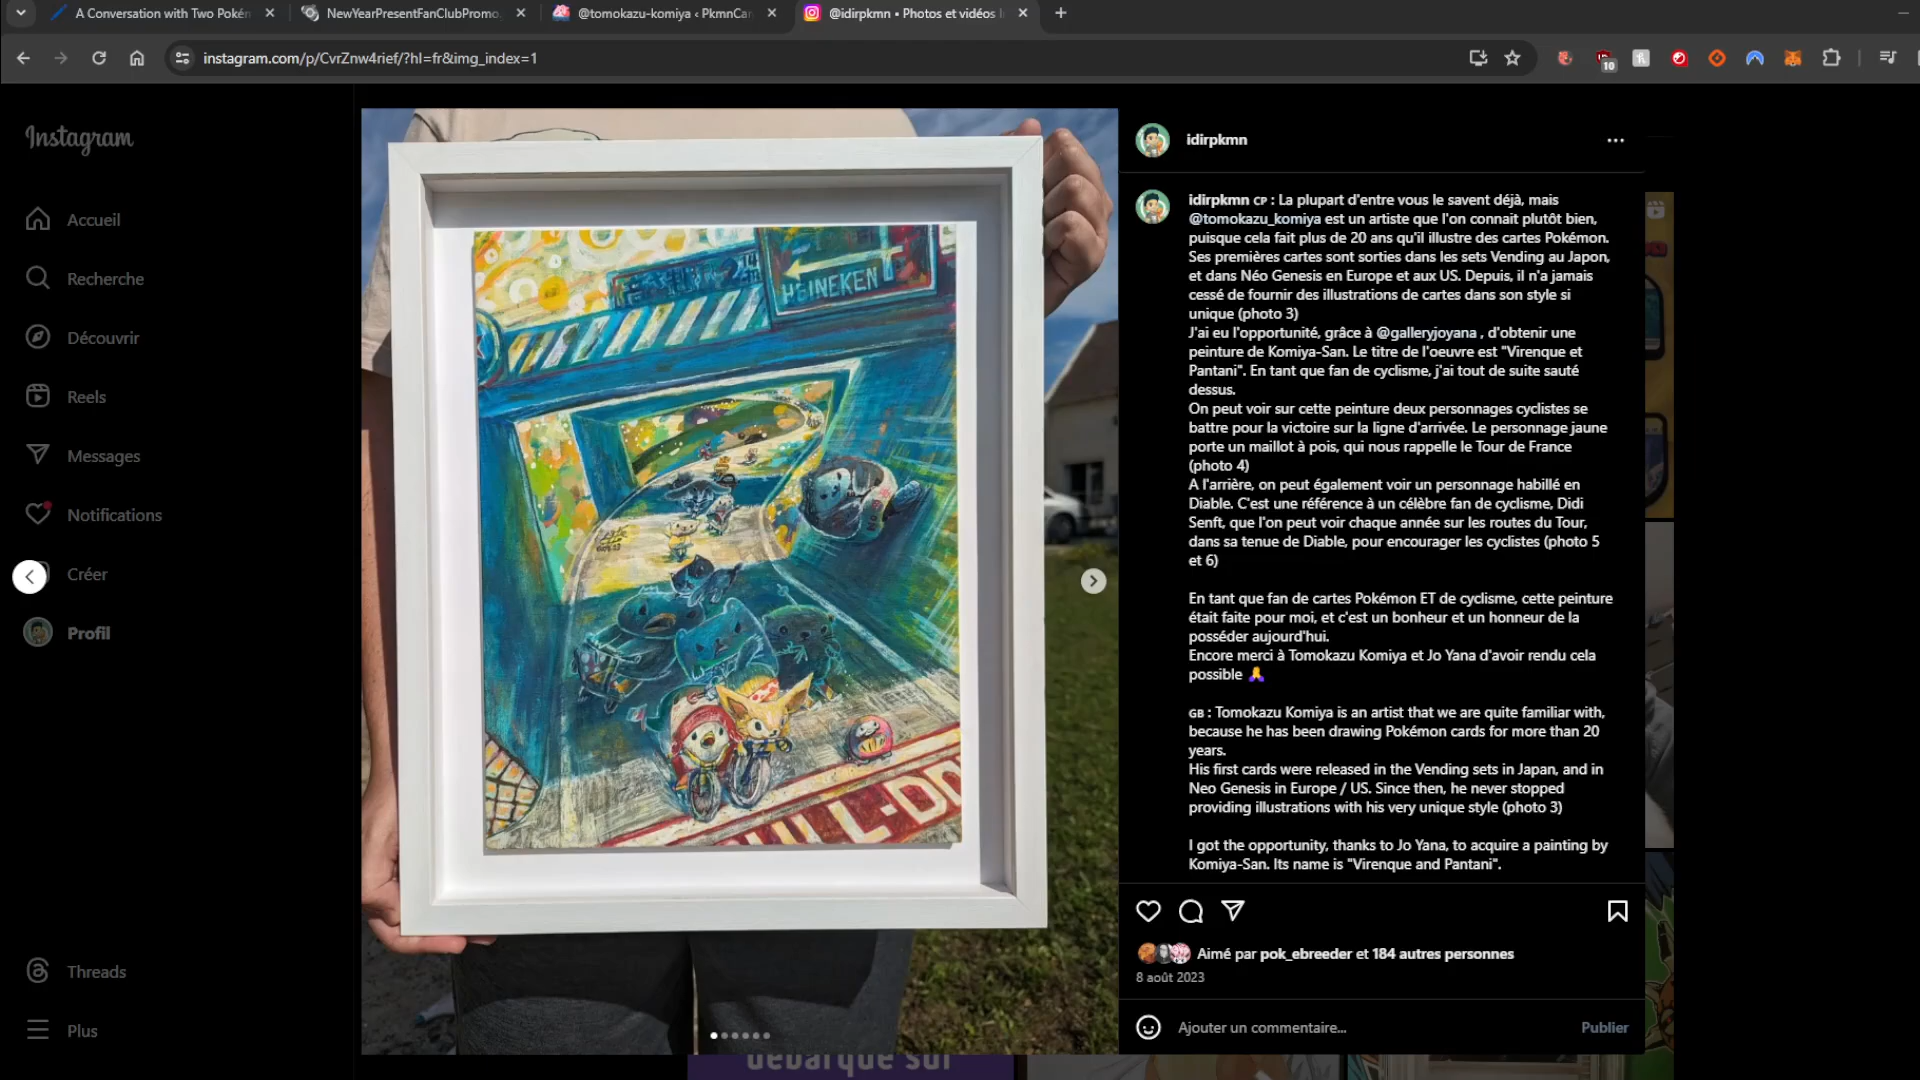 A Conversation with Two Pokén
NewYearPresentFanClubPromo.
@tomokazu-komiya ‹ PkmnCar
@idirpkmn • Photos et vidéos I
instagram.com/p/CvrZnw4rief/?hl=fr&img_index=1
10
Instagram
Accueil
Recherche
Découvrir
Reels
Messages
Notifications
Créer
Profil
Threads
Plus
HEINEKEN
idirpkmn
idirpkmn CP : La plupart d'entre vous le savent déjà, mais
@tomokazu_komiya est un artiste que l'on connait plutôt bien,
puisque cela fait plus de 20 ans qu'il illustre des cartes Pokémon.
Ses premières cartes sont sorties dans les sets Vending au Japon,
et dans Néo Genesis en Europe et aux US. Depuis, il n'a jamais
cessé de fournir des illustrations de cartes dans son style si
unique (photo 3)
J'ai eu l'opportunité, grâce à @galleryjoyana , d'obtenir une
peinture de Komiya-San. Le titre de l'oeuvre est "Virenque et
Pantani". En tant que fan de cyclisme, j'ai tout de suite sauté
dessus.
On peut voir sur cette peinture deux personnages cyclistes se
battre pour la victoire sur la ligne d'arrivée. Le personnage jaune
porte un maillot à pois, qui nous rappelle le Tour de France
(photo 4)
A l'arrière, on peut également voir un personnage habillé en
Diable. C'est une référence à un célèbre fan de cyclisme, Didi
Senft, que l'on peut voir chaque année sur les routes du Tour,
dans sa tenue de Diable, pour encourager les cyclistes (photo 5
et 6)
En tant que fan de cartes Pokémon ET de cyclisme, cette peinture
était faite pour moi, et c'est un bonheur et un honneur de la
posséder aujourd'hui.
Encore merci à Tomokazu Komiya et Jo Yana d'avoir rendu cela
possible 🙏
GB : Tomokazu Komiya is an artist that we are quite familiar with,
because he has been drawing Pokémon cards for more than 20
years.
His first cards were released in the Vending sets in Japan, and in
Neo Genesis in Europe / US. Since then, he never stopped
providing illustrations with his very unique style (photo 3)
I got the opportunity, thanks to Jo Yana, to acquire a painting by
Komiya-San. Its name is "Virenque and Pantani".
Aimé par pok_ebreeder et 184 autres personnes
8 août 2023
Ajouter un commentaire...
Publier
débarque sur